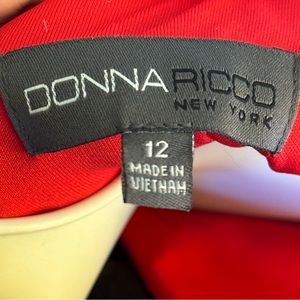 DONNA RICCO
NEW YORK
12
MADE IN
VIETNAM